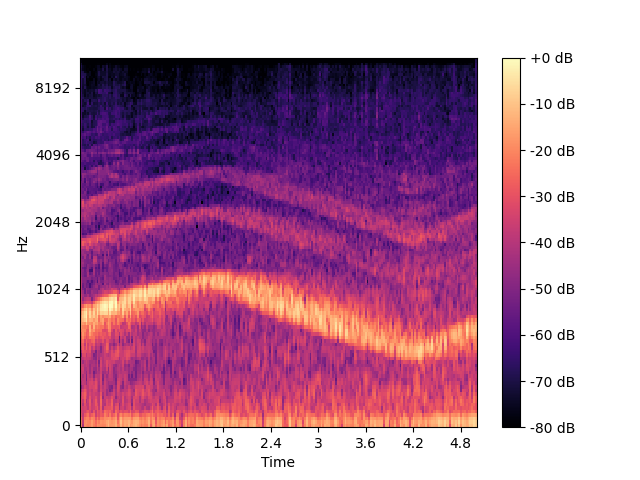 8192
4096
2048
1024
512
0
Hz
0 0.6 1.2 1.8 2.4 3 3.6 4.2 4.8
Time
+0 dB
-10 dB
-20 dB
-30 dB
-40 dB
-50 dB
-60 dB
-70 dB
-80 dB